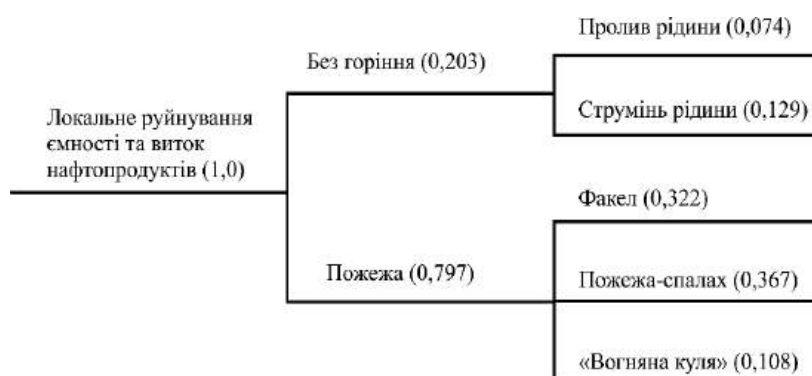 Пролив рідини (0,074)
Без горіння (0,203)
Струмінь рідини (0,129)
Локальне руйнування
ємності та виток
нафтопродуктів (1,0)
Факел (0,322)
Пожежа (0,797)
Пожежа-спалах (0,367)
«Вогняна куля» (0,108)